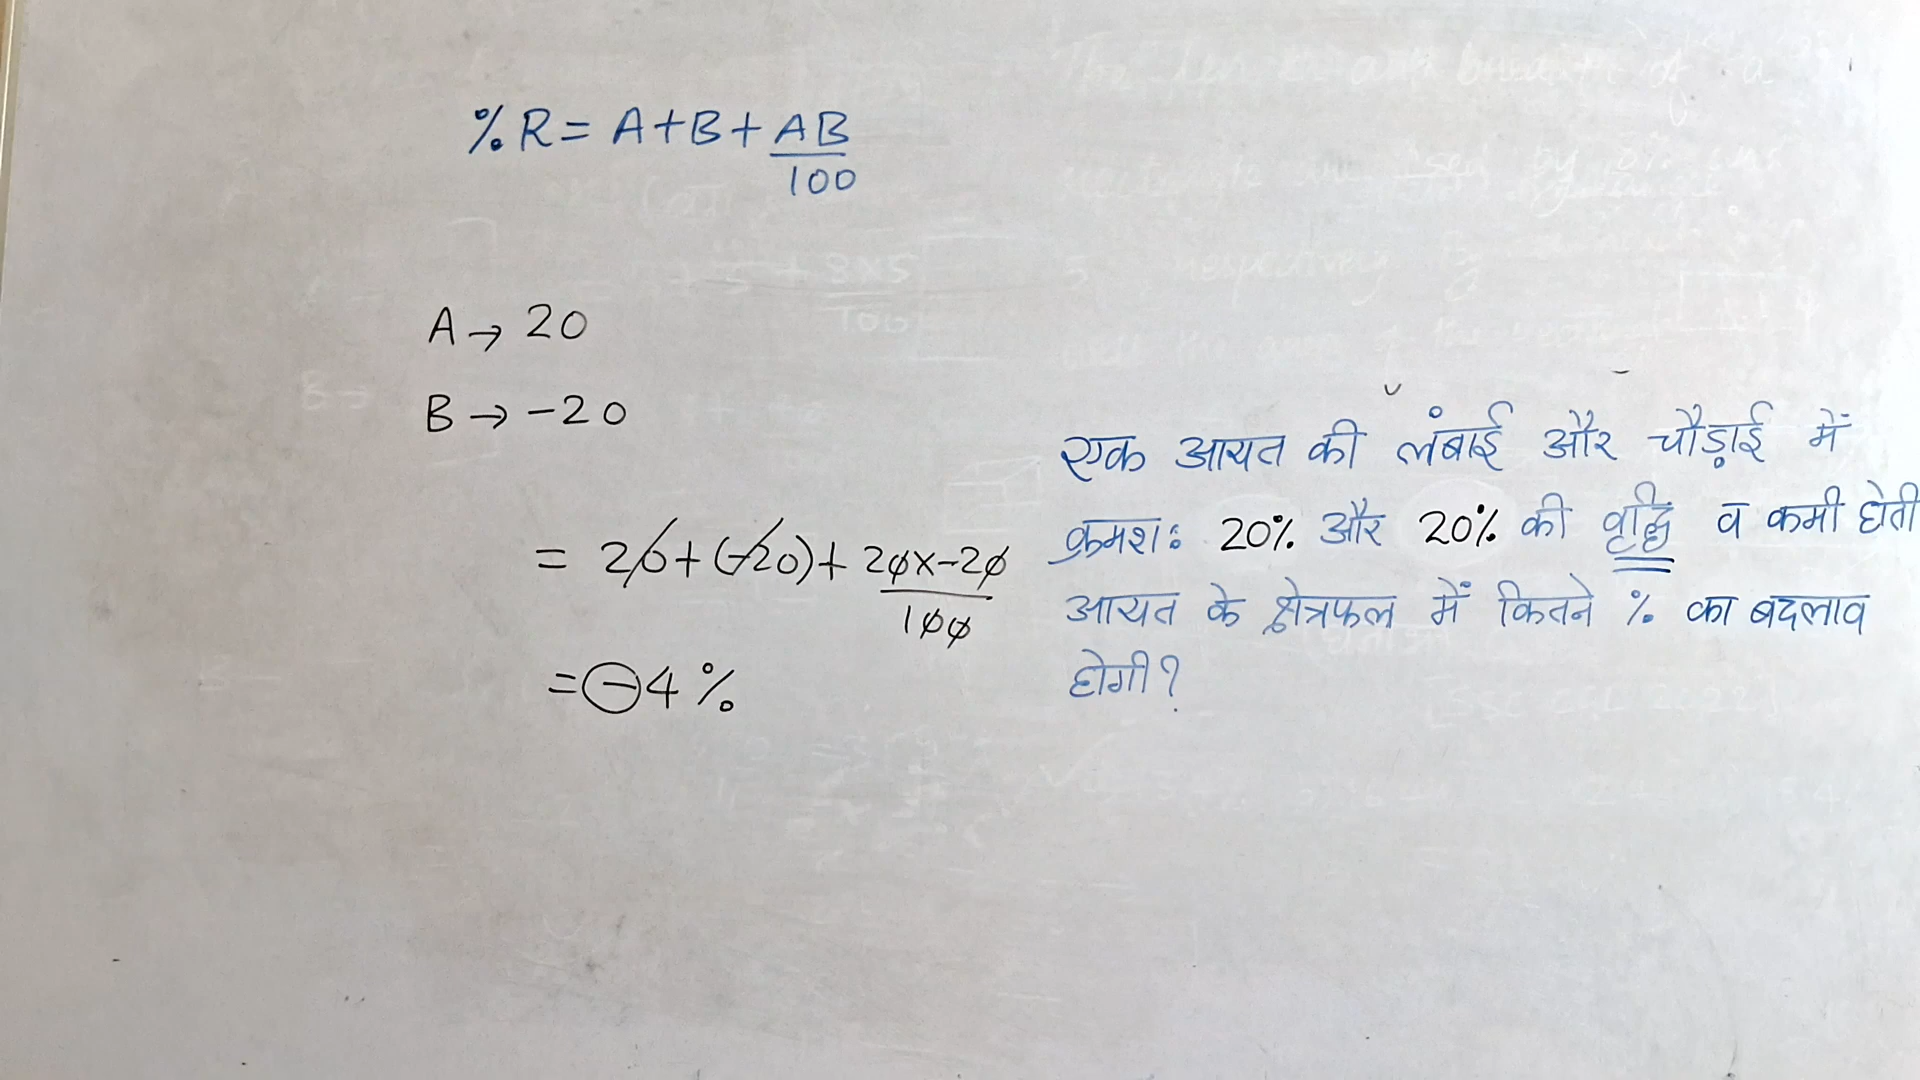 % R = A + B + AB/100
A → 20
B → -20
= 20 + (-20) + 20 x -20/100
= -4 %
एक आयत की लंबाई और चौड़ाई में
क्रमशः 20% और 20% की वृद्धि व कमी होती
आयत के क्षेत्रफल में कितने % का बदलाव
होगी?